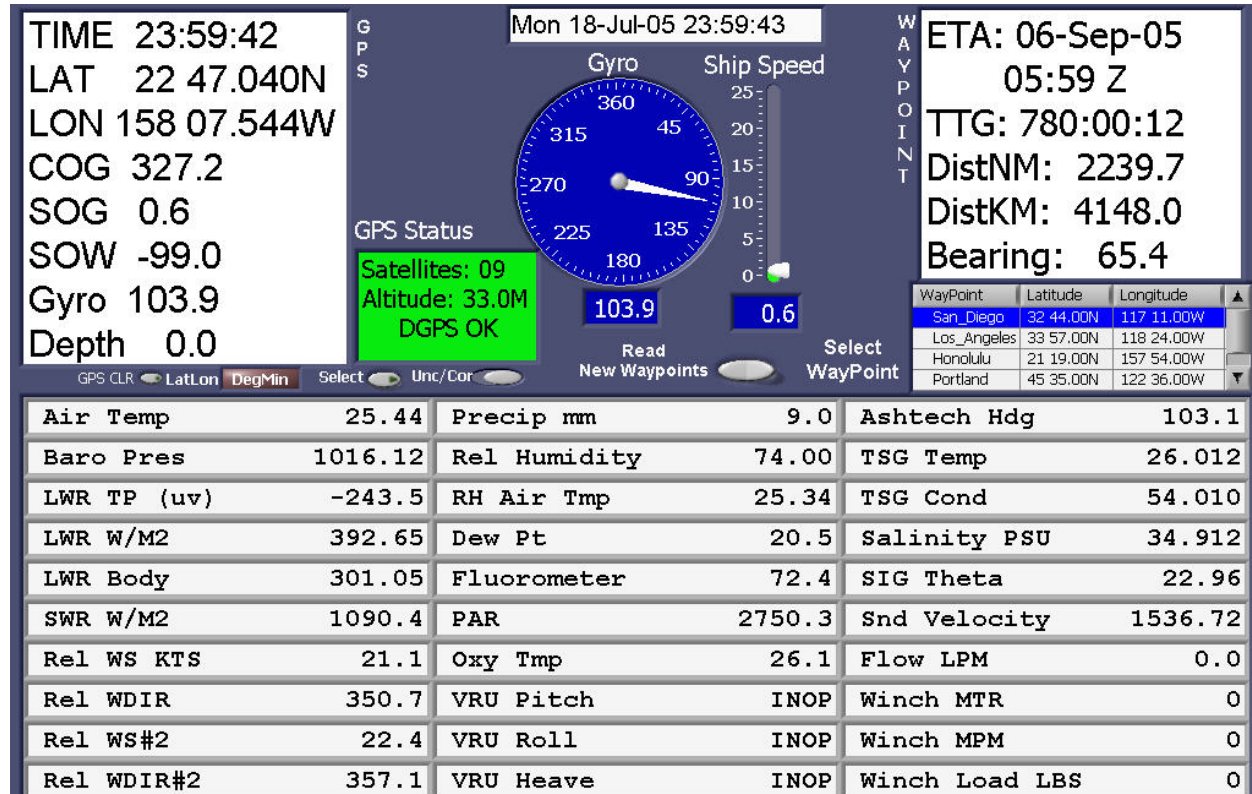 TIME 23:59:42
LAT 22 47.040N
LON 158 07.544W
COG 327.2
SOG 0.6
SOW -99.0
Gyro 103.9
Depth 0.0
GPS CLR LatLon DegMin Select Unc/Cor
GPS
GPS Status
Satellites: 09
Altitude: 33.0M
DGPS OK
Mon 18-Jul-05 23:59:43
Gyro
360
45
90
135
180
225
270
315
103.9
Ship Speed
25
20
15
10
5
0
0.6
Read
New Waypoints
Select
WayPoint
WAYPOINT
ETA: 06-Sep-05
05:59 Z
TTG: 780:00:12
DistNM: 2239.7
DistKM: 4148.0
Bearing: 65.4
WayPoint Latitude Longitude
San_Diego 32 44.00N 117 11.00W
Los_Angeles 33 57.00N 118 24.00W
Honolulu 21 19.00N 157 54.00W
Portland 45 35.00N 122 36.00W
Air Temp 25.44 Precip mm 9.0 Ashtech Hdg 103.1
Baro Pres 1016.12 Rel Humidity 74.00 TSG Temp 26.012
LWR TP (uv) -243.5 RH Air Tmp 25.34 TSG Cond 54.010
LWR W/M2 392.65 Dew Pt 20.5 Salinity PSU 34.912
LWR Body 301.05 Fluorometer 72.4 SIG Theta 22.96
SWR W/M2 1090.4 PAR 2750.3 Snd Velocity 1536.72
Rel WS KTS 21.1 Oxy Tmp 26.1 Flow LPM 0.0
Rel WDIR 350.7 VRU Pitch INOP Winch MTR 0
Rel WS#2 22.4 VRU Roll INOP Winch MPM 0
Rel WDIR#2 357.1 VRU Heave INOP Winch Load LBS 0